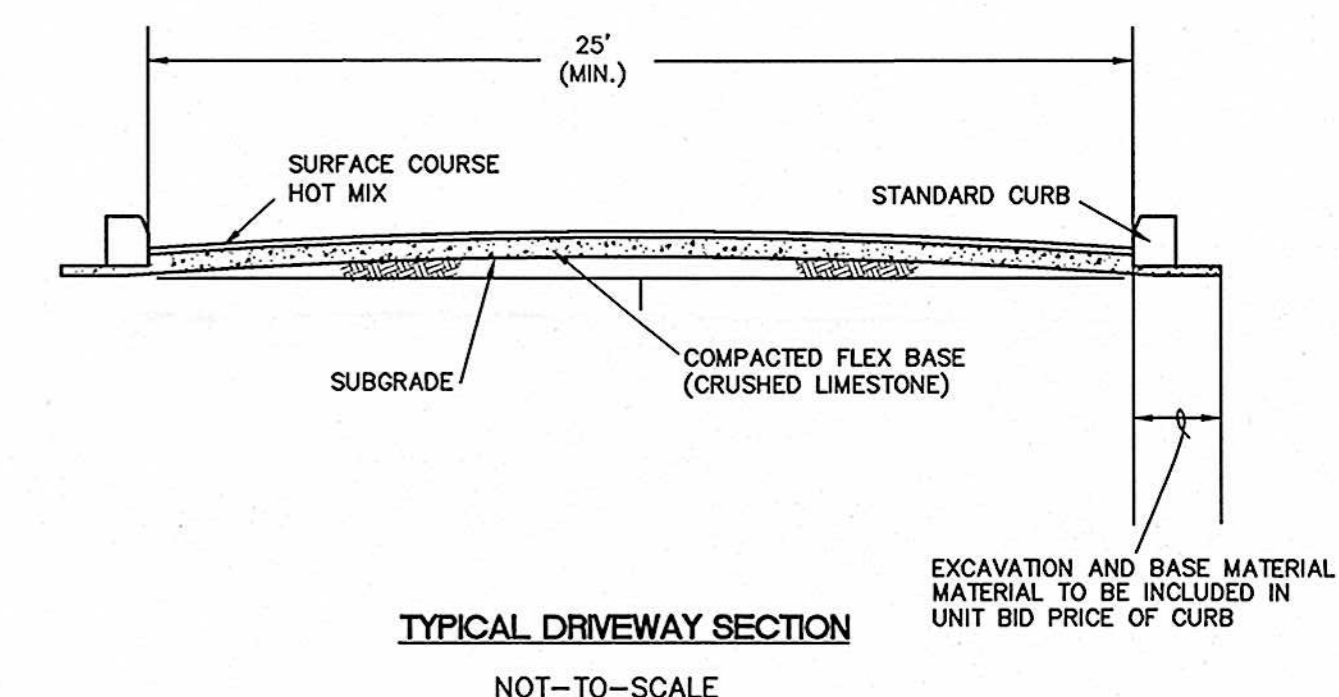 25'
(MIN.)
SURFACE COURSE
HOT MIX
STANDARD CURB
COMPACTED FLEX BASE
(CRUSHED LIMESTONE)
SUBGRADE
EXCAVATION AND BASE MATERIAL
MATERIAL TO BE INCLUDED IN
UNIT BID PRICE OF CURB
TYPICAL DRIVEWAY SECTION
NOT-TO-SCALE